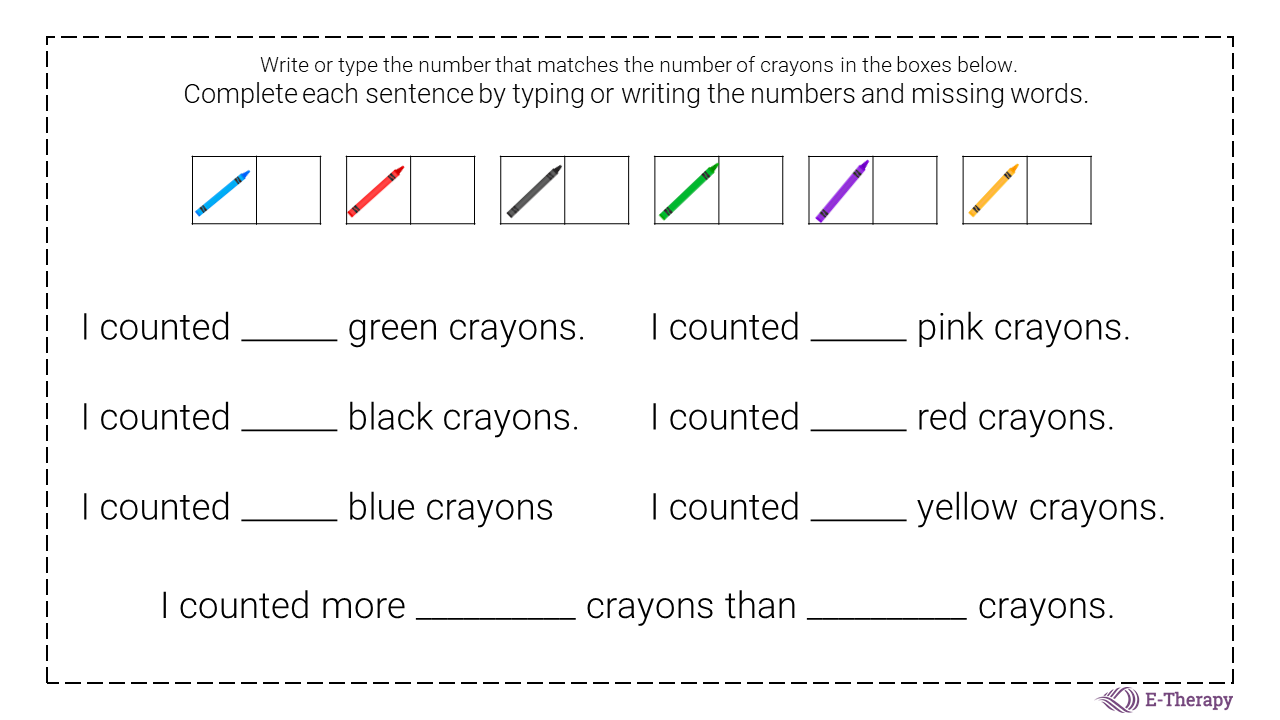 Write or type the number that matches the number of crayons in the boxes below.
Complete each sentence by typing or writing the numbers and missing words.
I counted ______ green crayons.
I counted ______ pink crayons.
I counted ______ black crayons.
I counted ______ red crayons.
I counted ______ blue crayons
I counted ______ yellow crayons.
I counted more __________ crayons than __________ crayons.
E-Therapy